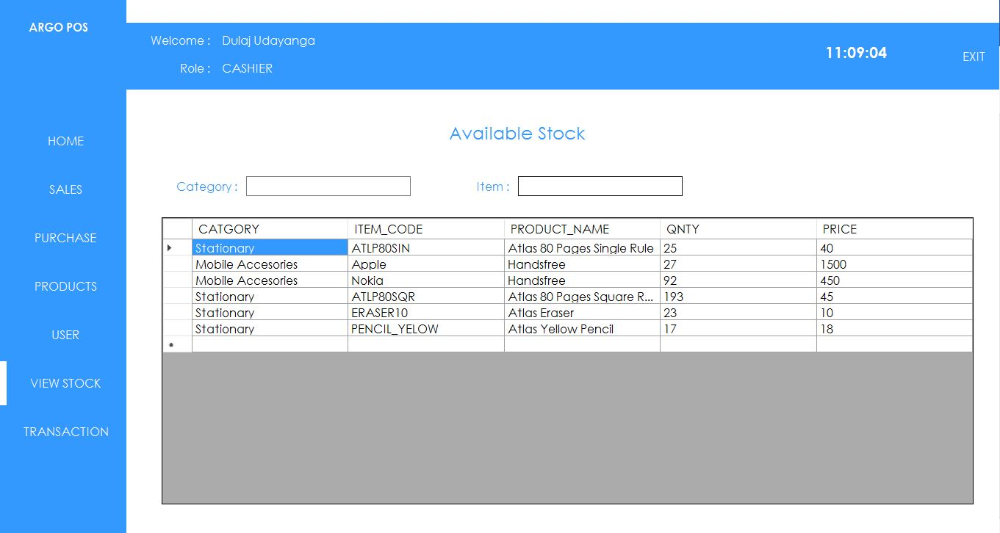 ARGO POS
Welcome : Dulaj Udayanga
Role : CASHIER
11:09:04
EXIT
HOME
SALES
PURCHASE
PRODUCTS
USER
VIEW STOCK
TRANSACTION
Available Stock
Category : Item :
CATGORY ITEM_CODE PRODUCT_NAME QNTY PRICE
Stationary ATLP80SIN Atlas 80 Pages Single Rule 25 40
Mobile Accesories Apple Handsfree 27 1500
Mobile Accesories Nokia Handsfree 92 450
Stationary ATLP80SQR Atlas 80 Pages Square R... 193 45
Stationary ERASER10 Atlas Eraser 23 10
Stationary PENCIL_YELOW Atlas Yellow Pencil 17 18